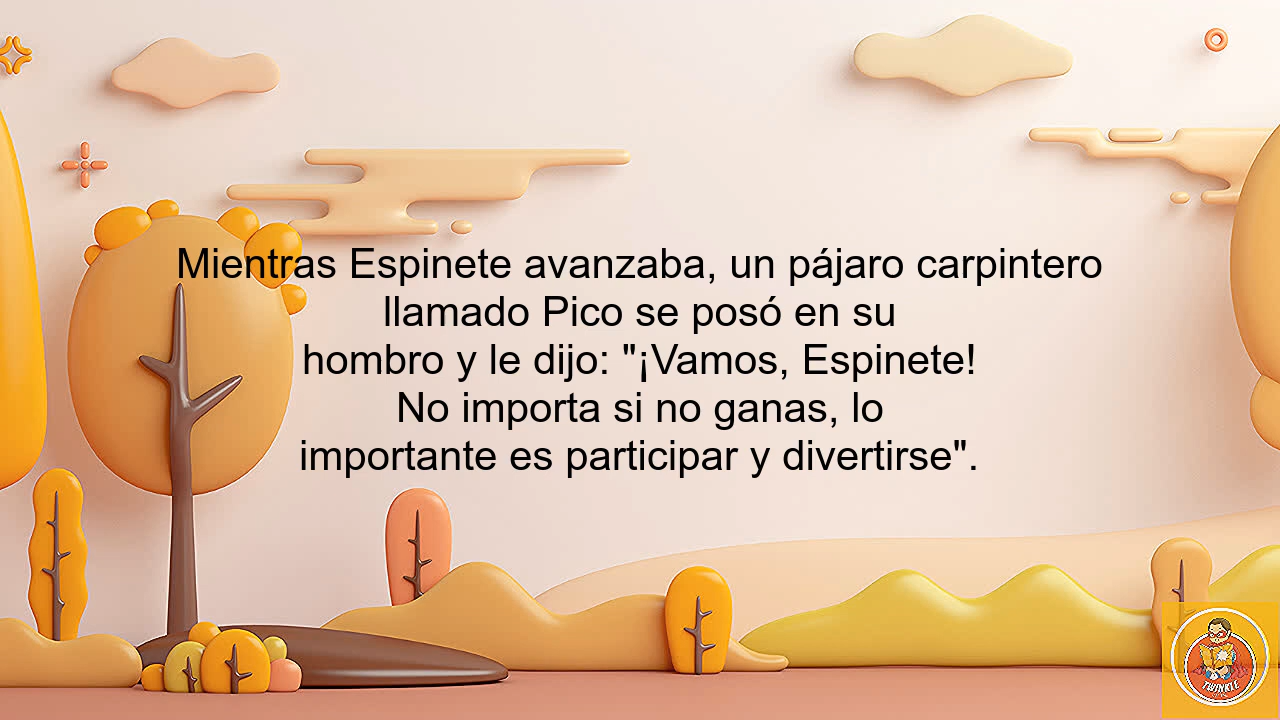 Mientras Espinete avanzaba, un pájaro carpintero
llamado Pico se posó en su
hombro y le dijo: "¡Vamos, Espinete!
No importa si no ganas, lo
importante es participar y divertirse".
TWINKLE